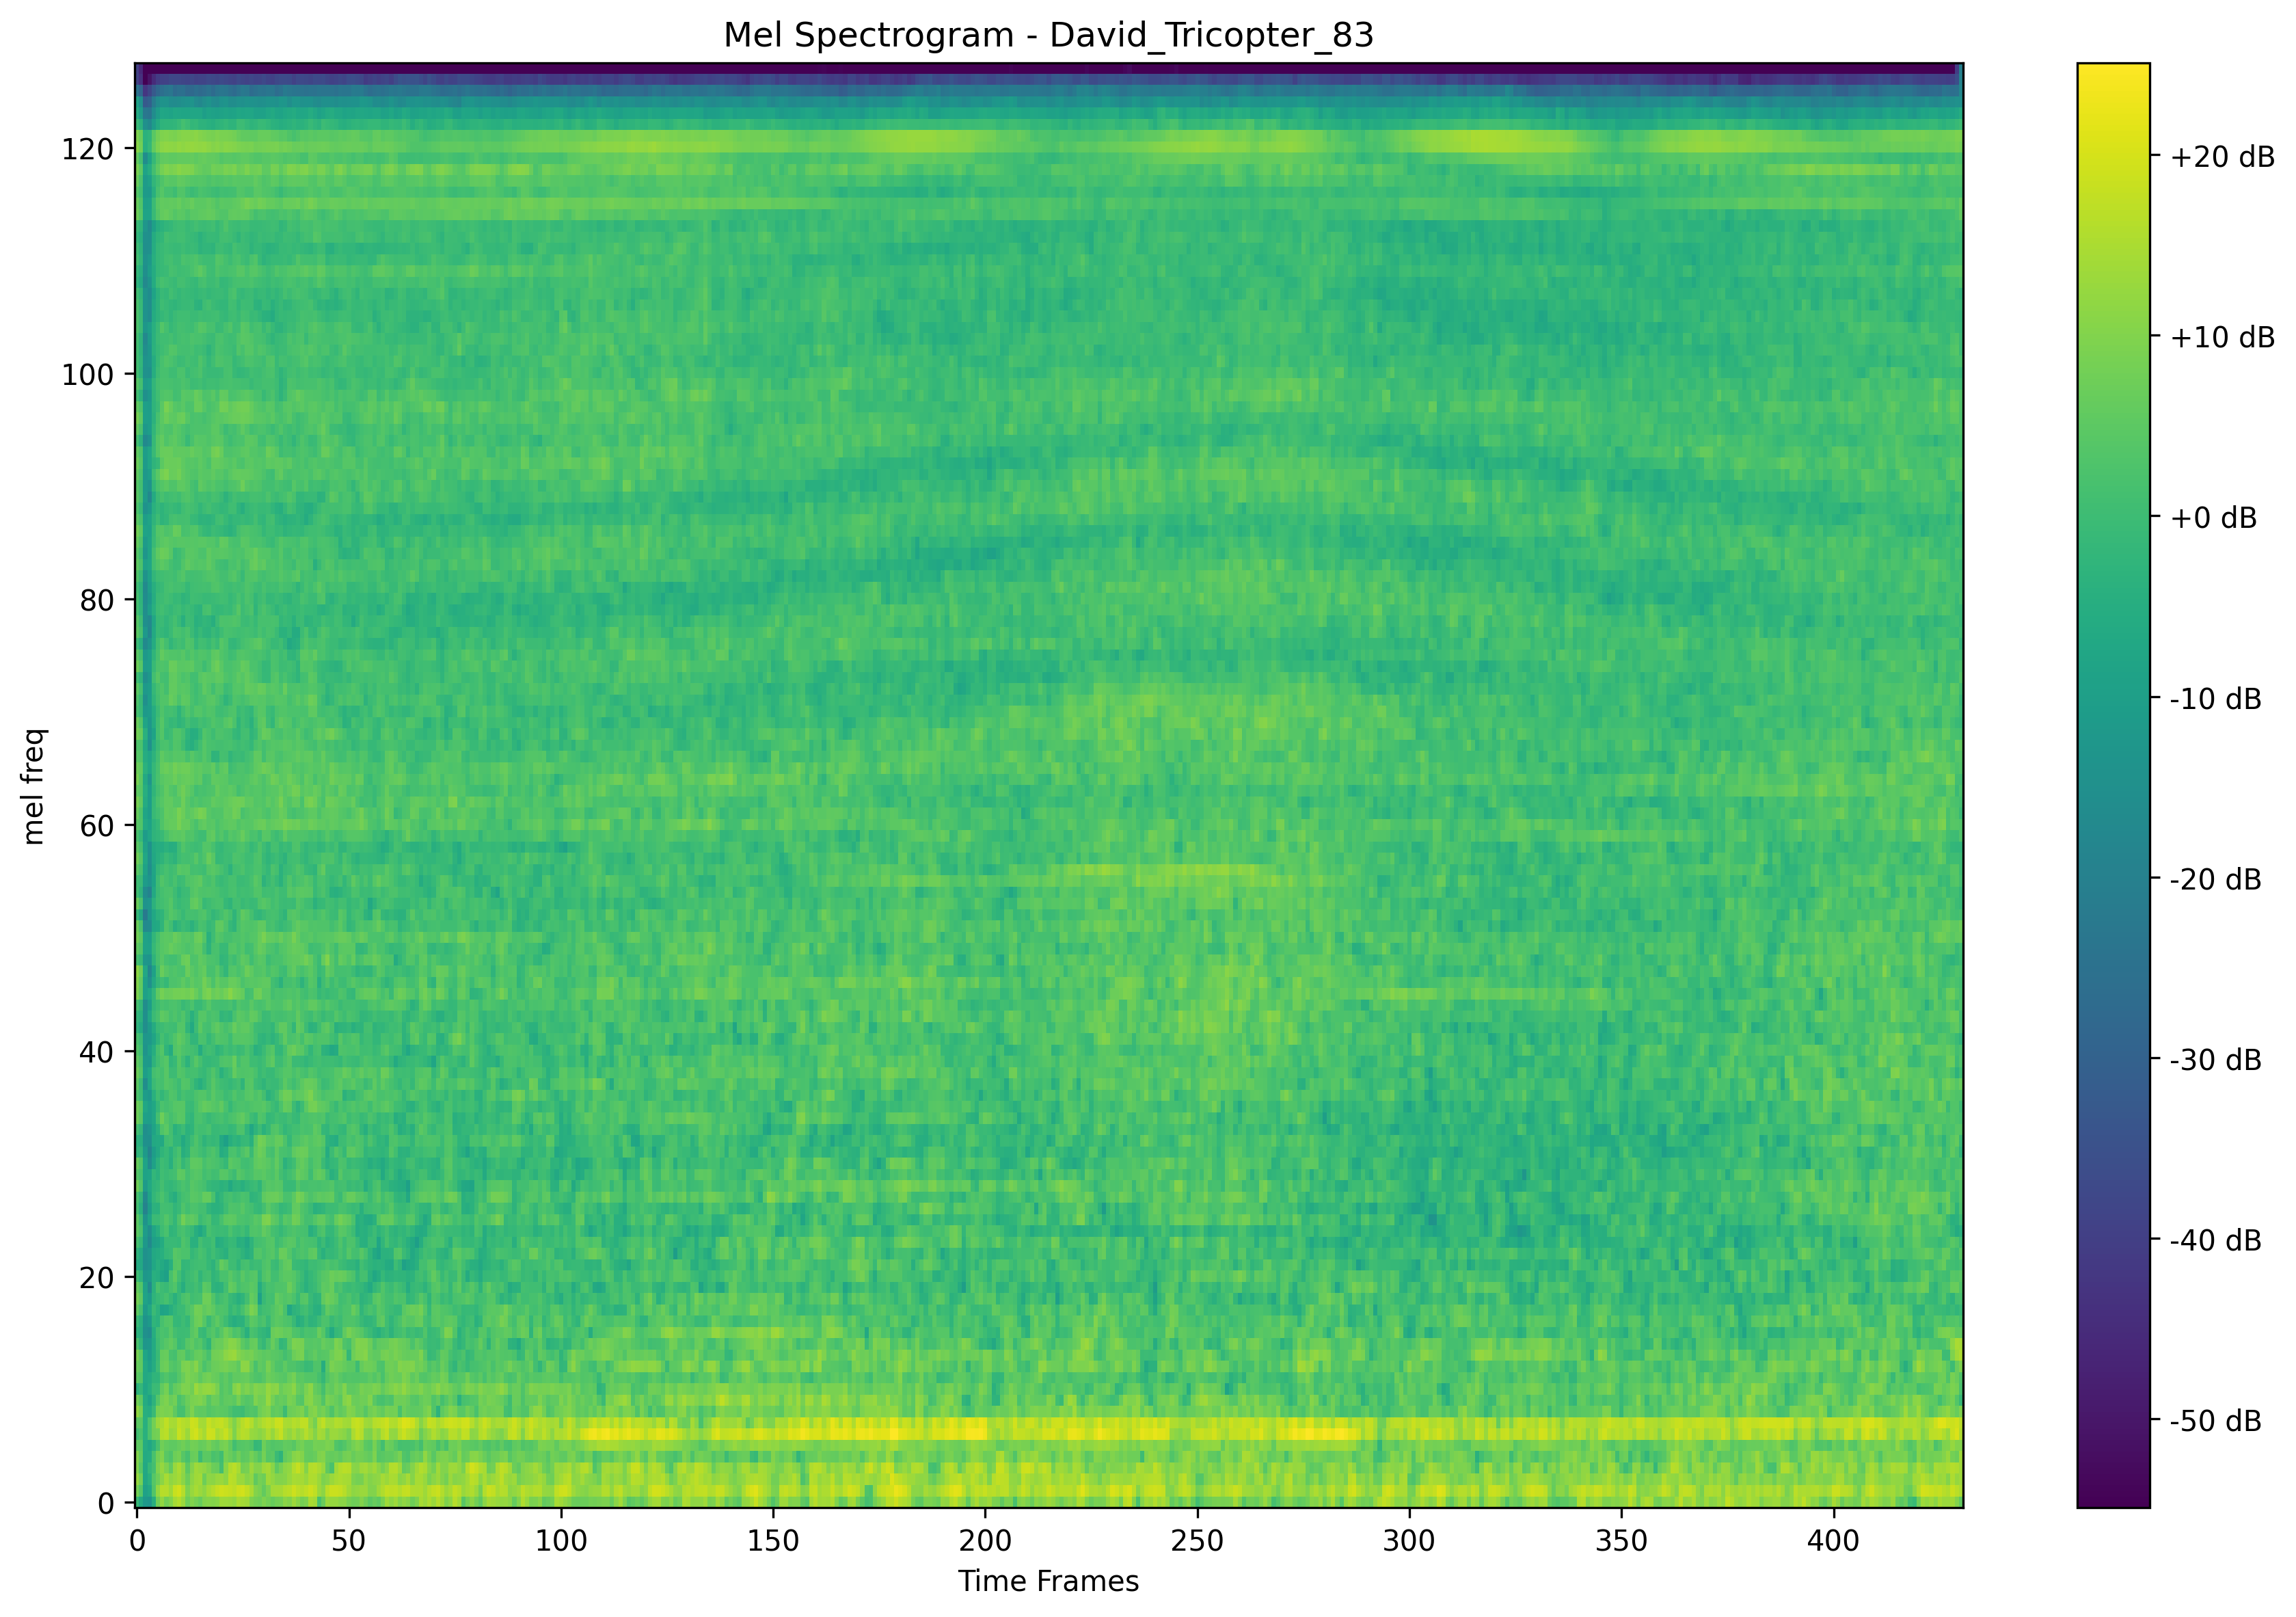 Mel Spectrogram - David_Tricopter_83
mel freq
120
100
80
60
40
20
0
0 50 100 150 200 250 300 350 400
Time Frames
+20 dB
+10 dB
+0 dB
-10 dB
-20 dB
-30 dB
-40 dB
-50 dB